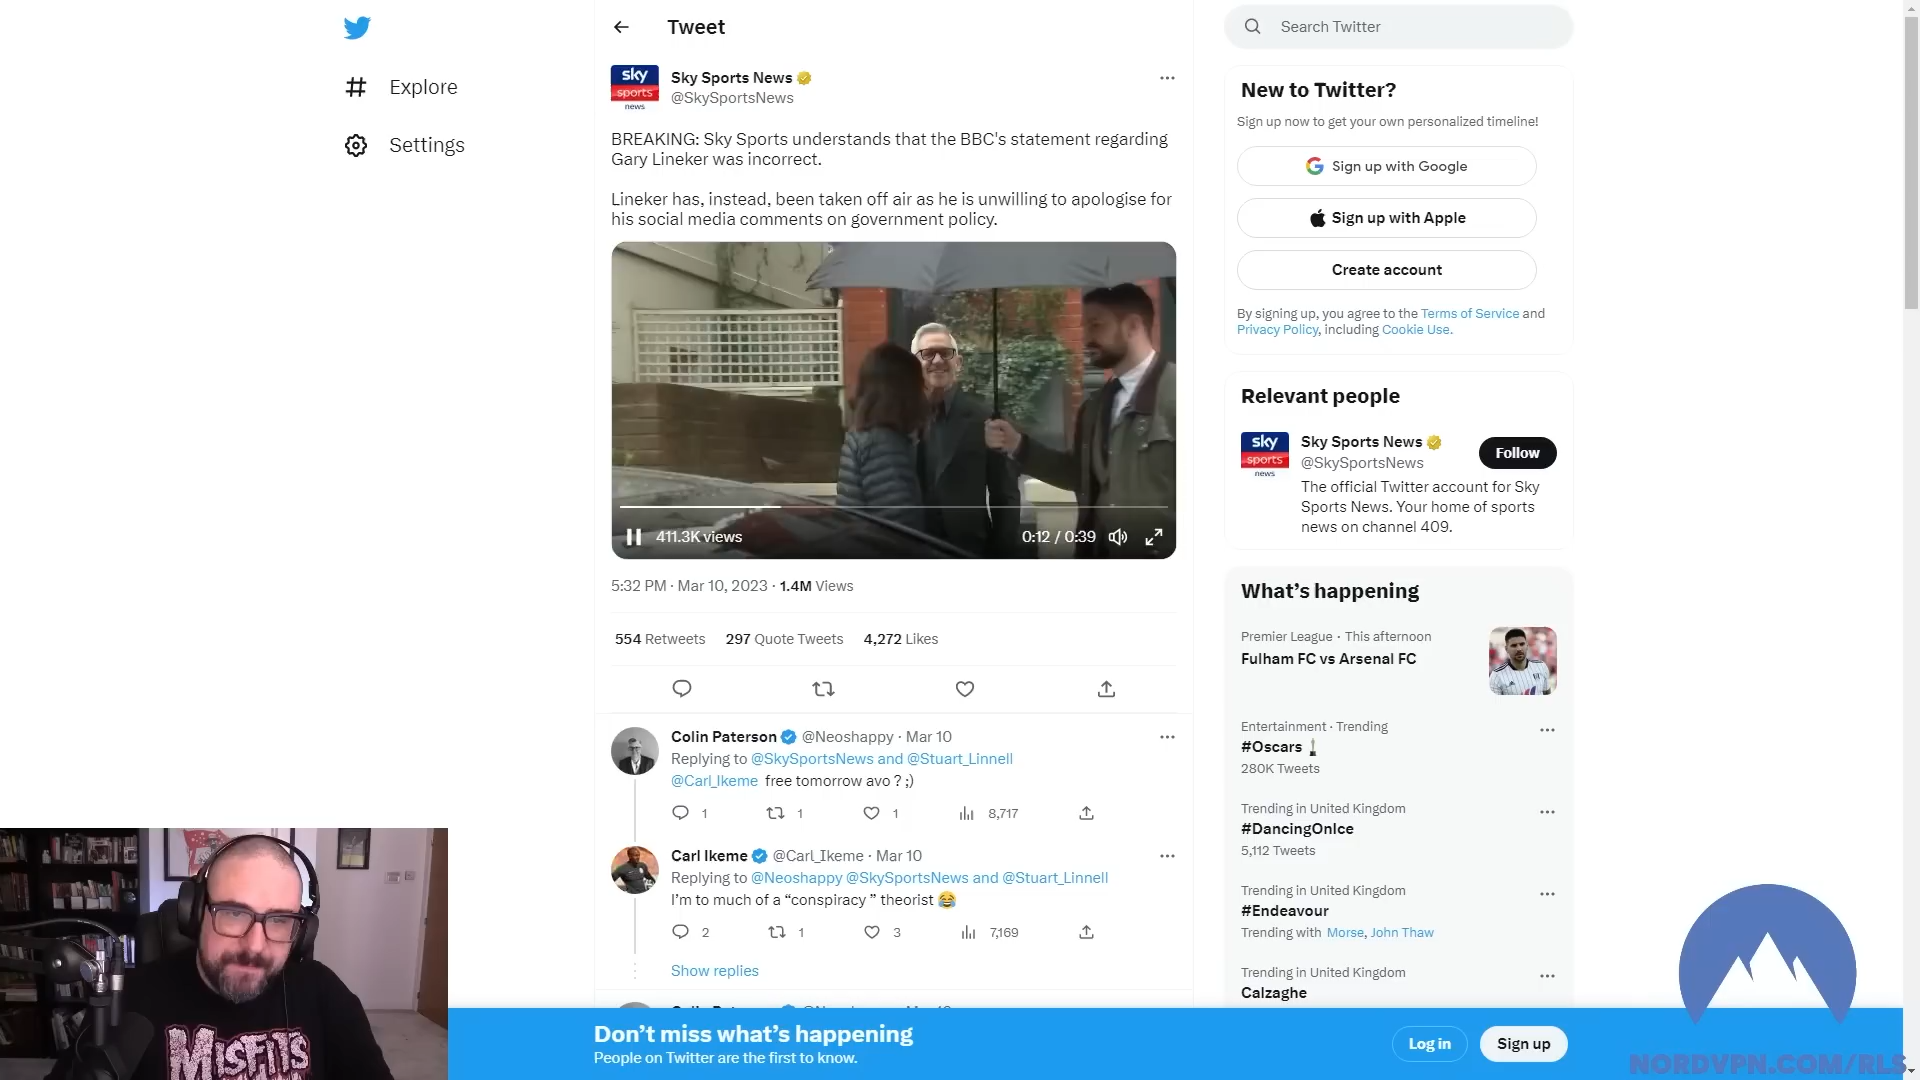 Tweet
Search Twitter
Explore
Settings
sky
sports
news
Sky Sports News
@SkySportsNews
BREAKING: Sky Sports understands that the BBC's statement regarding
Gary Lineker was incorrect.
Lineker has, instead, been taken off air as he is unwilling to apologise for
his social media comments on government policy.
411.3K views
0:12 / 0:39
5:32 PM · Mar 10, 2023 · 1.4M Views
554 Retweets 297 Quote Tweets 4,272 Likes
Colin Paterson @Neoshappy · Mar 10
Replying to @SkySportsNews and @Stuart_Linnell
@Carl_Ikeme free tomorrow avo ? ;)
1 1 1 8,717
Carl Ikeme @Carl_Ikeme · Mar 10
Replying to @Neoshappy @SkySportsNews and @Stuart_Linnell
I'm to much of a “conspiracy ” theorist 😂
2 1 3 7,169
Show replies
New to Twitter?
Sign up now to get your own personalized timeline!
Sign up with Google
Sign up with Apple
Create account
By signing up, you agree to the Terms of Service and
Privacy Policy, including Cookie Use.
Relevant people
sky
sports
news
Sky Sports News
@SkySportsNews
Follow
The official Twitter account for Sky
Sports News. Your home of sports
news on channel 409.
What’s happening
Premier League · This afternoon
Fulham FC vs Arsenal FC
Entertainment · Trending
#Oscars
280K Tweets
Trending in United Kingdom
#DancingOnIce
5,112 Tweets
Trending in United Kingdom
#Endeavour
Trending with Morse, John Thaw
Trending in United Kingdom
Calzaghe
Don’t miss what’s happening
People on Twitter are the first to know.
Log in
Sign up
MISFITS
NORDVPN.COM/RLS